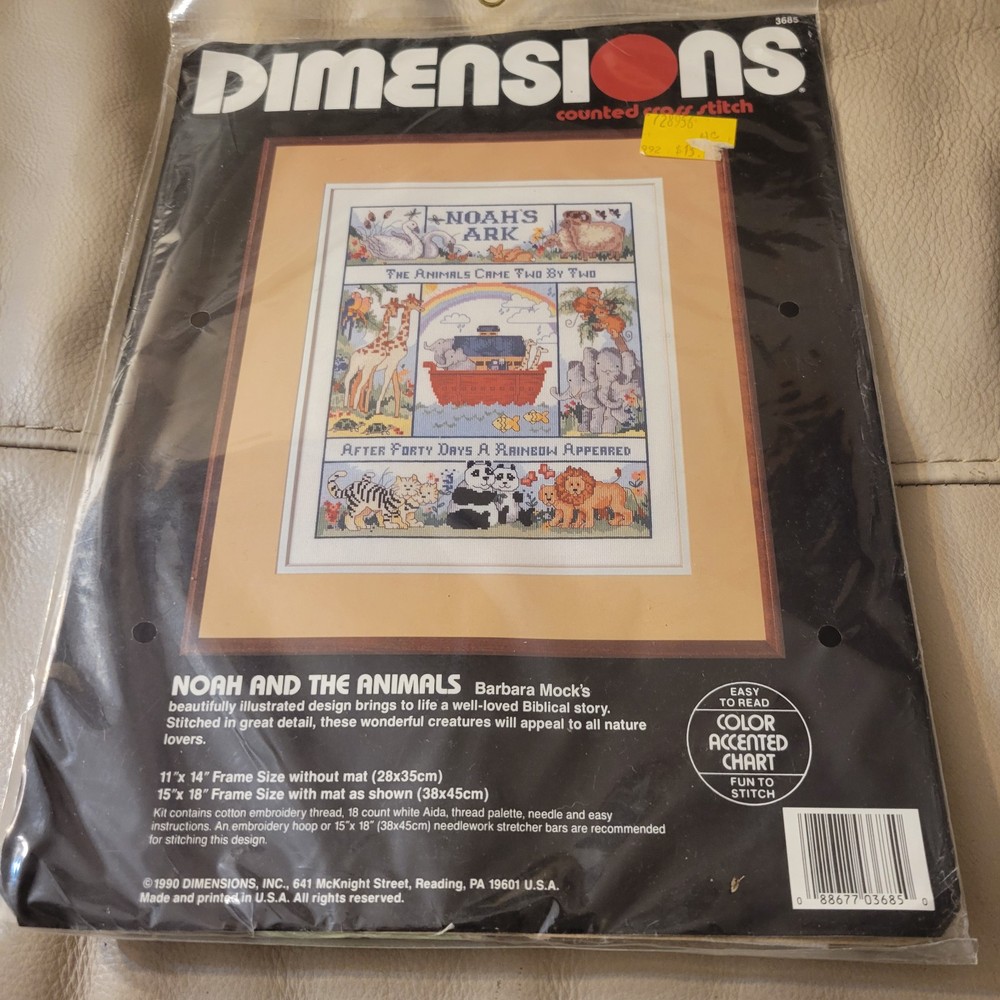 3685
DIMENSIONS
counted cross stitch
728956
992 $15.
NOAH'S
ARK
THE ANIMALS CAME TWO BY TWO
AFTER FORTY DAYS A RAINBOW APPEARED
NOAH AND THE ANIMALS Barbara Mock's
beautifully illustrated design brings to life a well-loved Biblical story.
Stitched in great detail, these wonderful creatures will appeal to all nature
lovers.
11"x 14" Frame Size without mat (28x35cm)
15"x 18" Frame Size with mat as shown (38x45cm)
Kit contains cotton embroidery thread, 18 count white Aida, thread palette, needle and easy
instructions. An embroidery hoop or 15"x 18" (38x45cm) needlework stretcher bars are recommended
for stitching this design.
©1990 DIMENSIONS, INC., 641 McKnight Street, Reading, PA 19601 U.S.A.
Made and printed in U.S.A. All rights reserved.
EASY
TO READ
COLOR
ACCENTED
CHART
FUN TO
STITCH
0 88677 03685 0